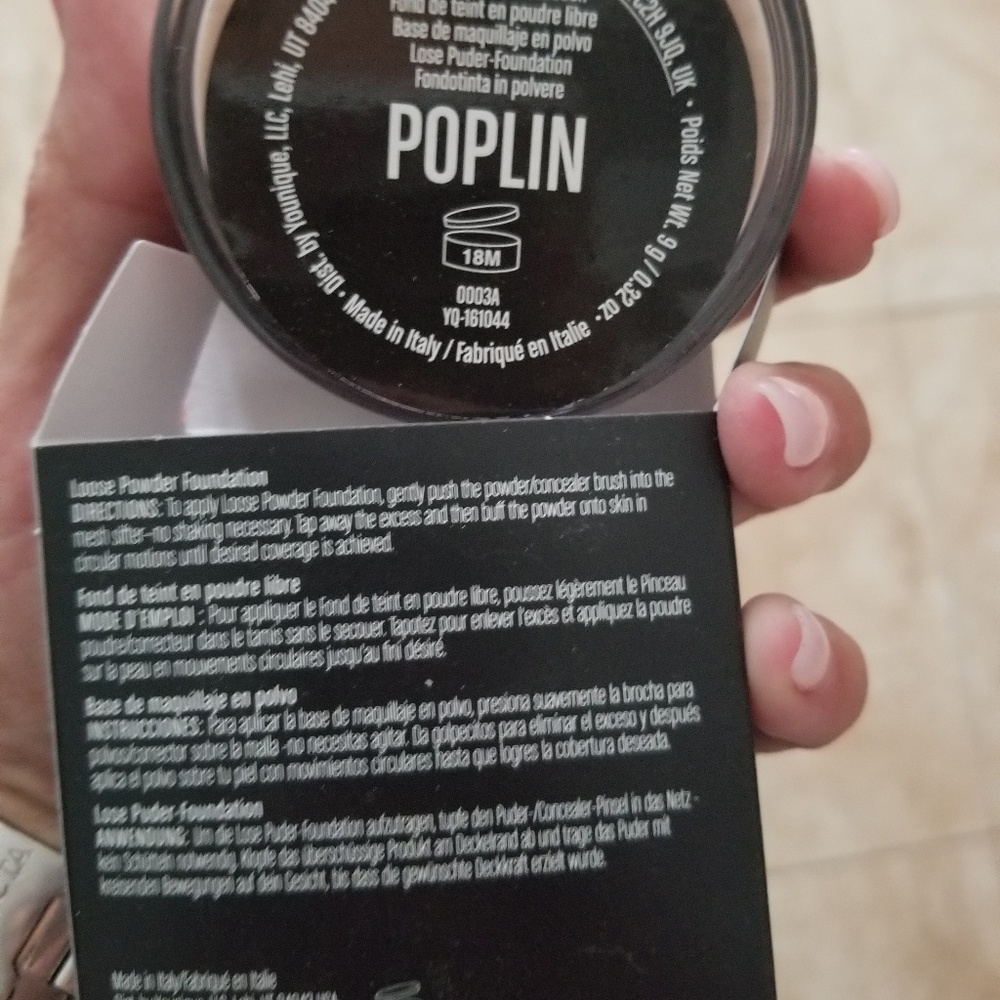 Fond de teint en poudre libre
Base de maquillaje en polvo
Lose Puder-Foundation
Fondotinta in polvere
POPLIN
18M
0003A
YQ-161044
Dist. by Younique, LLC, Lehi, UT 8404
2H 9JQ, UK · Poids Net Wt. 9 g / 0.32 oz ·
Made in Italy / Fabriqué en Italie ·
Loose Powder Foundation
DIRECTIONS: To apply Loose Powder Foundation, gently push the powder/concealer brush into the
mesh sifter–no shaking necessary. Tap away the excess and then buff the powder onto skin in
circular motions until desired coverage is achieved.
Fond de teint en poudre libre
MODE D'EMPLOI : Pour appliquer le Fond de teint en poudre libre, poussez légèrement le Pinceau
poudre/correcteur dans le tamis sans le secouer. Tapotez pour enlever l'excès et appliquez la poudre
sur la peau en mouvements circulaires jusqu'au fini désiré.
Base de maquillaje en polvo
INSTRUCCIONES: Para aplicar la base de maquillaje en polvo, presiona suavemente la brocha para
polvos/corrector sobre la malla -no necesitas agitar. Da golpecitos para eliminar el exceso y después
aplica el polvo sobre tu piel con movimientos circulares hasta que logres la cobertura deseada.
Lose Puder-Foundation
ANWENDUNG: Um die Lose Puder-Foundation aufzutragen, tupfe den Puder-/Concealer-Pinsel in das Netz -
kein Schütteln notwendig. Klopfe das überschüssige Produkt am Deckelrand ab und trage das Puder mit
kreisenden Bewegungen auf dein Gesicht, bis dass die gewünschte Deckkraft erzielt wurde.
Made in Italy/Fabriqué en Italie